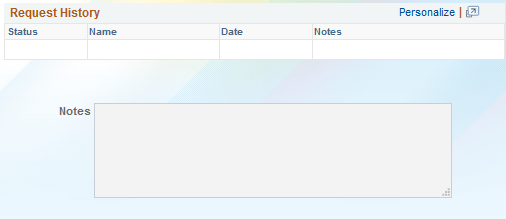 Request History Personalize |
Status Name Date Notes
Notes